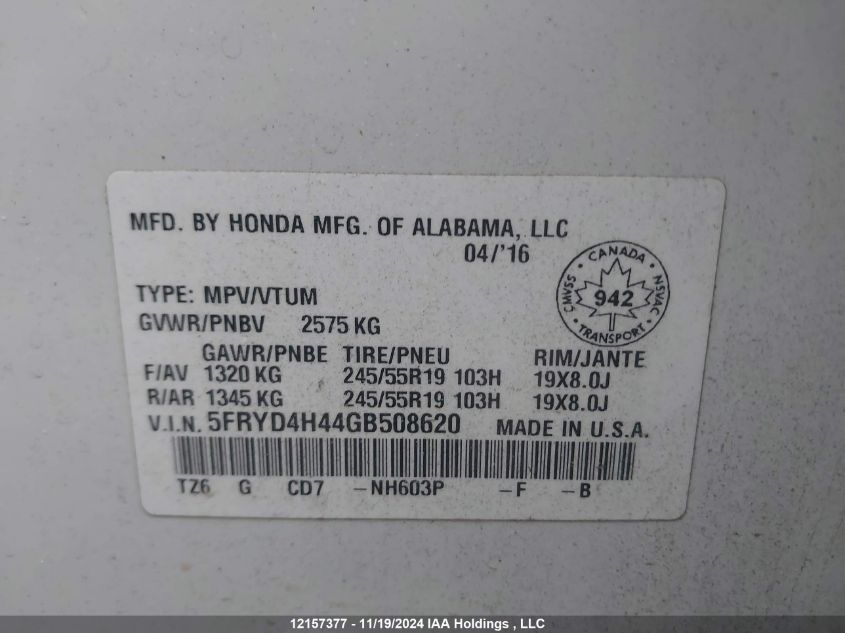 MFD. BY HONDA MFG. OF ALABAMA, LLC
04/'16
CANADA
CMVSS 942 NSVAC
TRANSPORT
TYPE: MPV/VTUM
GVWR/PNBV 2575 KG
GAWR/PNBE TIRE/PNEU RIM/JANTE
F/AV 1320 KG 245/55R19 103H 19X8.0J
R/AR 1345 KG 245/55R19 103H 19X8.0J
V.I.N. 5FRYD4H44GB508620 MADE IN U.S.A.
TZ6 G CD7 -NH603P -F -B
12157377 - 11/19/2024 IAA Holdings , LLC